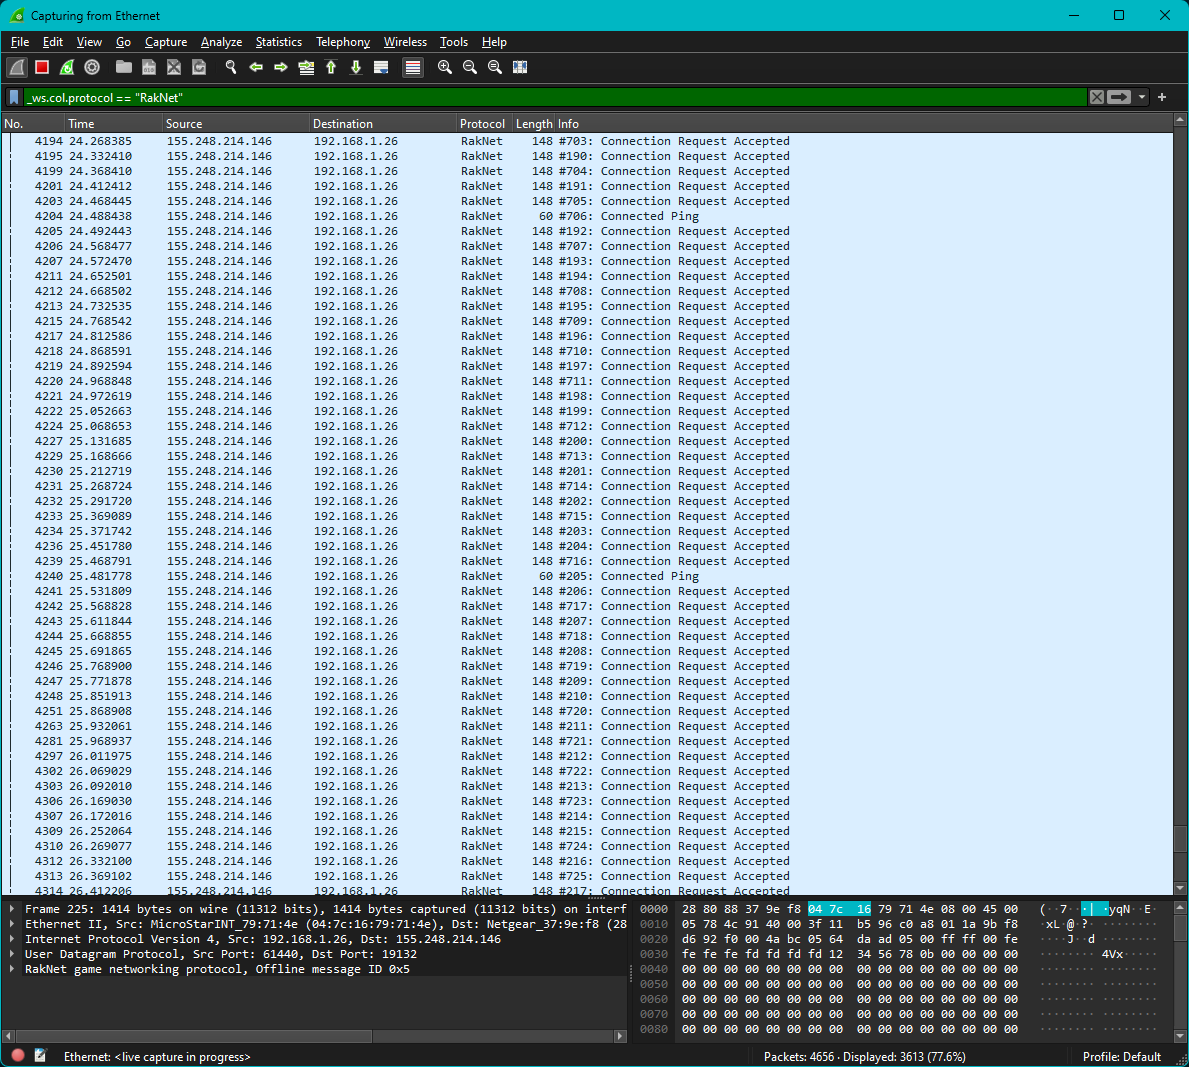 Capturing from Ethernet
File Edit View Go Capture Analyze Statistics Telephony Wireless Tools Help
_ws.col.protocol == "RakNet"
No. Time Source Destination Protocol Length Info
4194 24.268385 155.248.214.146 192.168.1.26 RakNet 148 #703: Connection Request Accepted
4195 24.332410 155.248.214.146 192.168.1.26 RakNet 148 #190: Connection Request Accepted
4199 24.368410 155.248.214.146 192.168.1.26 RakNet 148 #704: Connection Request Accepted
4201 24.412412 155.248.214.146 192.168.1.26 RakNet 148 #191: Connection Request Accepted
4203 24.468445 155.248.214.146 192.168.1.26 RakNet 148 #705: Connection Request Accepted
4204 24.488438 155.248.214.146 192.168.1.26 RakNet 60 #706: Connected Ping
4205 24.492443 155.248.214.146 192.168.1.26 RakNet 148 #192: Connection Request Accepted
4206 24.568477 155.248.214.146 192.168.1.26 RakNet 148 #707: Connection Request Accepted
4207 24.572470 155.248.214.146 192.168.1.26 RakNet 148 #193: Connection Request Accepted
4211 24.652501 155.248.214.146 192.168.1.26 RakNet 148 #194: Connection Request Accepted
4212 24.668502 155.248.214.146 192.168.1.26 RakNet 148 #708: Connection Request Accepted
4213 24.732535 155.248.214.146 192.168.1.26 RakNet 148 #195: Connection Request Accepted
4215 24.768542 155.248.214.146 192.168.1.26 RakNet 148 #709: Connection Request Accepted
4217 24.812586 155.248.214.146 192.168.1.26 RakNet 148 #196: Connection Request Accepted
4218 24.868591 155.248.214.146 192.168.1.26 RakNet 148 #710: Connection Request Accepted
4219 24.892594 155.248.214.146 192.168.1.26 RakNet 148 #197: Connection Request Accepted
4220 24.968848 155.248.214.146 192.168.1.26 RakNet 148 #711: Connection Request Accepted
4221 24.972619 155.248.214.146 192.168.1.26 RakNet 148 #198: Connection Request Accepted
4222 25.052663 155.248.214.146 192.168.1.26 RakNet 148 #199: Connection Request Accepted
4224 25.068653 155.248.214.146 192.168.1.26 RakNet 148 #712: Connection Request Accepted
4227 25.131685 155.248.214.146 192.168.1.26 RakNet 148 #200: Connection Request Accepted
4229 25.168666 155.248.214.146 192.168.1.26 RakNet 148 #713: Connection Request Accepted
4230 25.212719 155.248.214.146 192.168.1.26 RakNet 148 #201: Connection Request Accepted
4231 25.268724 155.248.214.146 192.168.1.26 RakNet 148 #714: Connection Request Accepted
4232 25.291720 155.248.214.146 192.168.1.26 RakNet 148 #202: Connection Request Accepted
4233 25.369089 155.248.214.146 192.168.1.26 RakNet 148 #715: Connection Request Accepted
4234 25.371742 155.248.214.146 192.168.1.26 RakNet 148 #203: Connection Request Accepted
4236 25.451780 155.248.214.146 192.168.1.26 RakNet 148 #204: Connection Request Accepted
4239 25.468791 155.248.214.146 192.168.1.26 RakNet 148 #716: Connection Request Accepted
4240 25.481778 155.248.214.146 192.168.1.26 RakNet 60 #205: Connected Ping
4241 25.531809 155.248.214.146 192.168.1.26 RakNet 148 #206: Connection Request Accepted
4242 25.568828 155.248.214.146 192.168.1.26 RakNet 148 #717: Connection Request Accepted
4243 25.611844 155.248.214.146 192.168.1.26 RakNet 148 #207: Connection Request Accepted
4244 25.668855 155.248.214.146 192.168.1.26 RakNet 148 #718: Connection Request Accepted
4245 25.691865 155.248.214.146 192.168.1.26 RakNet 148 #208: Connection Request Accepted
4246 25.768900 155.248.214.146 192.168.1.26 RakNet 148 #719: Connection Request Accepted
4247 25.771878 155.248.214.146 192.168.1.26 RakNet 148 #209: Connection Request Accepted
4248 25.851913 155.248.214.146 192.168.1.26 RakNet 148 #210: Connection Request Accepted
4251 25.868908 155.248.214.146 192.168.1.26 RakNet 148 #720: Connection Request Accepted
4263 25.932061 155.248.214.146 192.168.1.26 RakNet 148 #211: Connection Request Accepted
4281 25.968937 155.248.214.146 192.168.1.26 RakNet 148 #721: Connection Request Accepted
4297 26.011975 155.248.214.146 192.168.1.26 RakNet 148 #212: Connection Request Accepted
4302 26.069029 155.248.214.146 192.168.1.26 RakNet 148 #722: Connection Request Accepted
4303 26.092010 155.248.214.146 192.168.1.26 RakNet 148 #213: Connection Request Accepted
4306 26.169030 155.248.214.146 192.168.1.26 RakNet 148 #723: Connection Request Accepted
4307 26.172016 155.248.214.146 192.168.1.26 RakNet 148 #214: Connection Request Accepted
4309 26.252064 155.248.214.146 192.168.1.26 RakNet 148 #215: Connection Request Accepted
4310 26.269077 155.248.214.146 192.168.1.26 RakNet 148 #724: Connection Request Accepted
4312 26.332100 155.248.214.146 192.168.1.26 RakNet 148 #216: Connection Request Accepted
4313 26.369102 155.248.214.146 192.168.1.26 RakNet 148 #725: Connection Request Accepted
4314 26.412206 155.248.214.146 192.168.1.26 RakNet 148 #217: Connection Request Accepted
Frame 225: 1414 bytes on wire (11312 bits), 1414 bytes captured (11312 bits) on interf
Ethernet II, Src: MicroStarINT_79:71:4e (04:7c:16:79:71:4e), Dst: Netgear_37:9e:f8 (28
Internet Protocol Version 4, Src: 192.168.1.26, Dst: 155.248.214.146
User Datagram Protocol, Src Port: 61440, Dst Port: 19132
RakNet game networking protocol, Offline message ID 0x5
0000 28 80 88 37 9e f8 04 7c 16 79 71 4e 08 00 45 00 (··7···|·yqN··E·
0010 05 78 4c 91 40 00 3f 11 b5 96 c0 a8 01 1a 9b f8 ·xL·@·?·········
0020 d6 92 f0 00 4a bc 05 64 da ad 05 00 ff ff 00 fe ····J··d········
0030 fe fe fe fd fd fd fd 12 34 56 78 0b 00 00 00 00 ········4Vx·····
0040 00 00 00 00 00 00 00 00 00 00 00 00 00 00 00 00 ················
0050 00 00 00 00 00 00 00 00 00 00 00 00 00 00 00 00 ················
0060 00 00 00 00 00 00 00 00 00 00 00 00 00 00 00 00 ················
0070 00 00 00 00 00 00 00 00 00 00 00 00 00 00 00 00 ················
0080 00 00 00 00 00 00 00 00 00 00 00 00 00 00 00 00 ················
Ethernet: <live capture in progress>
Packets: 4656 · Displayed: 3613 (77.6%)
Profile: Default